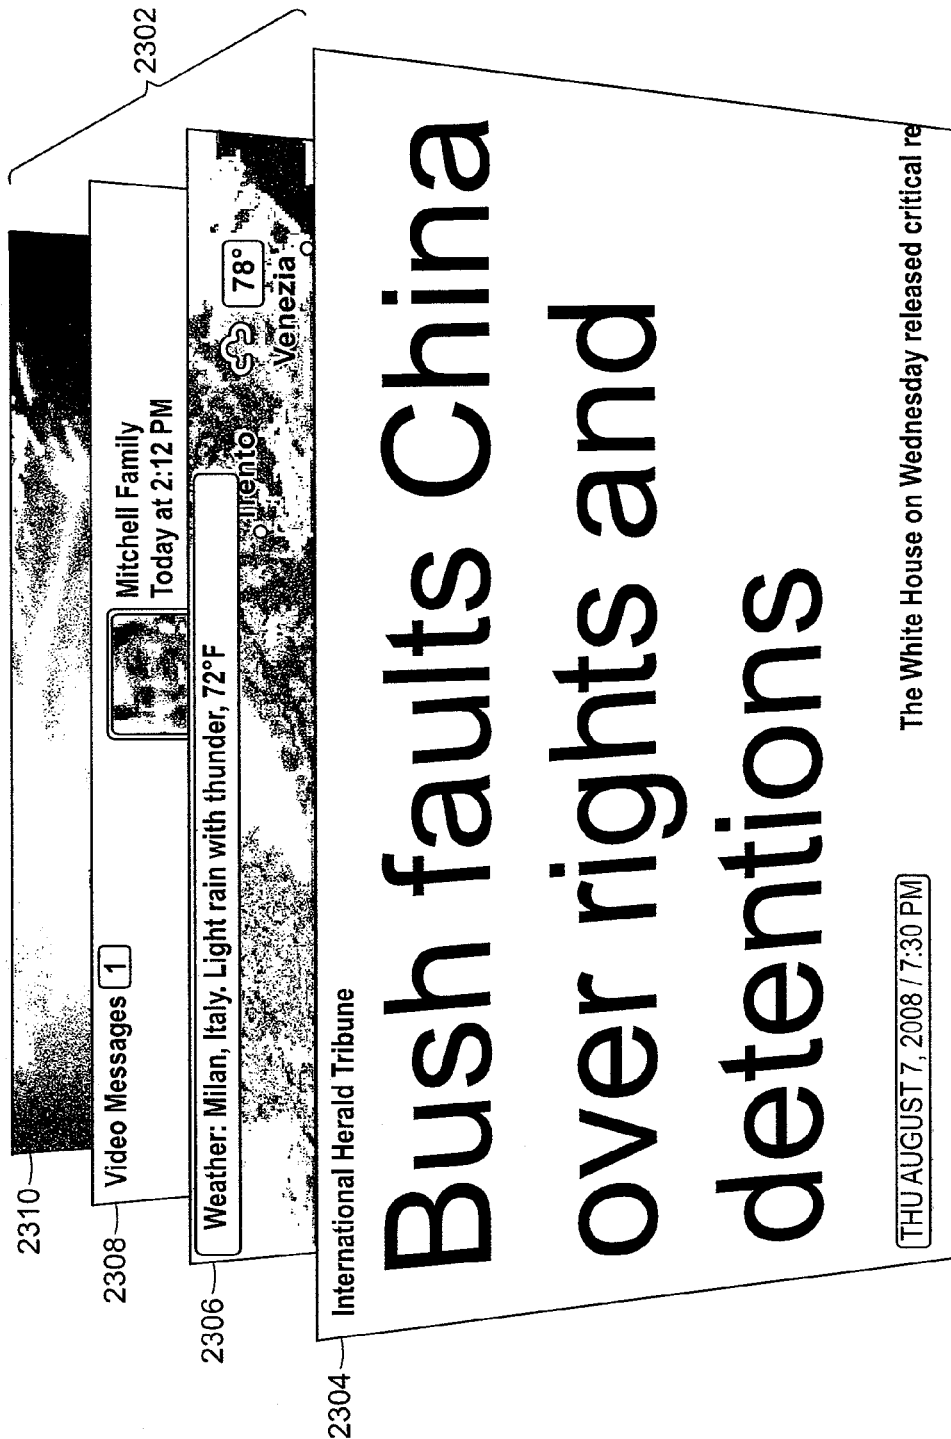 2302
2310
2308
Video Messages 1
Mitchell Family
Today at 2:12 PM
2306
Weather: Milan, Italy. Light rain with thunder, 72°F
Trento
78°
Venezia
2304
International Herald Tribune
Bush faults China
over rights and
detentions
THU AUGUST 7, 2008 / 7:30 PM
The White House on Wednesday released critical re